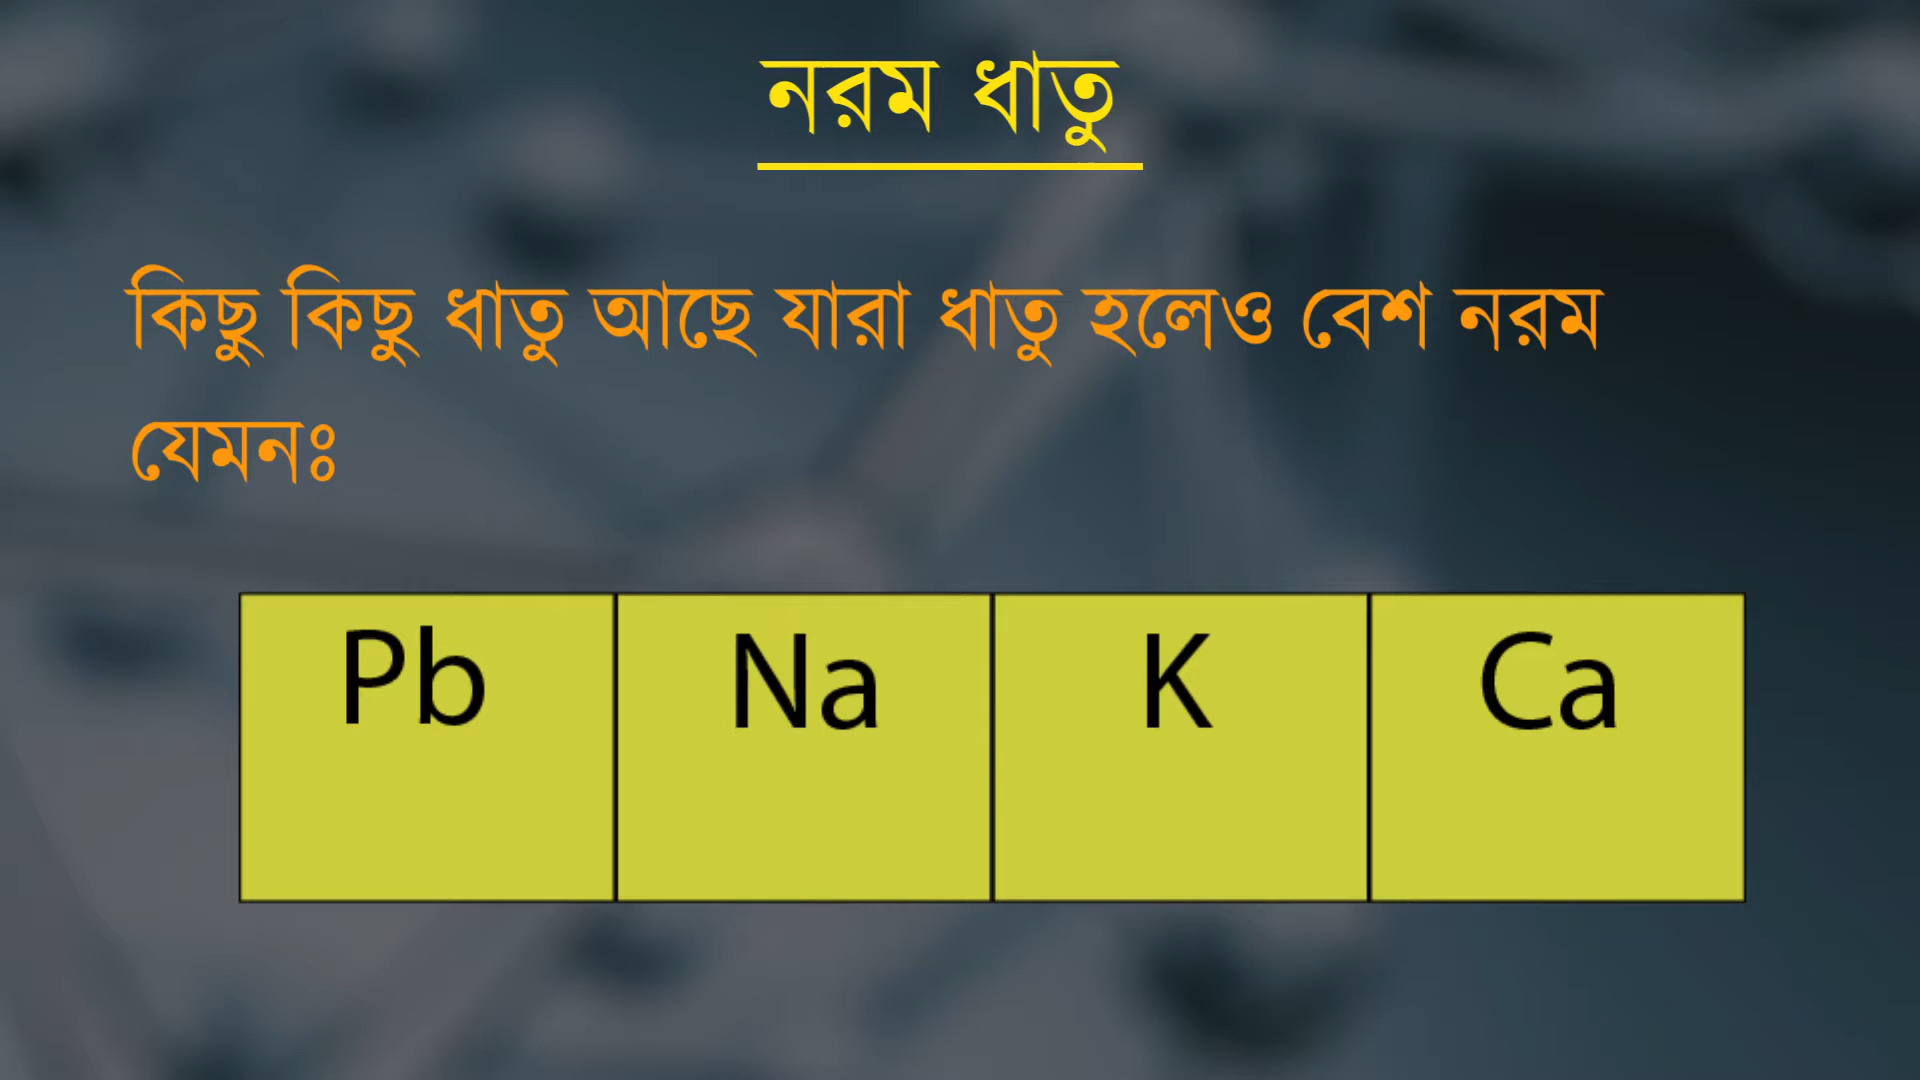 নরম ধাতু
কিছু কিছু ধাতু আছে যারা ধাতু হলেও বেশ নরম
যেমনঃ
Pb Na K Ca